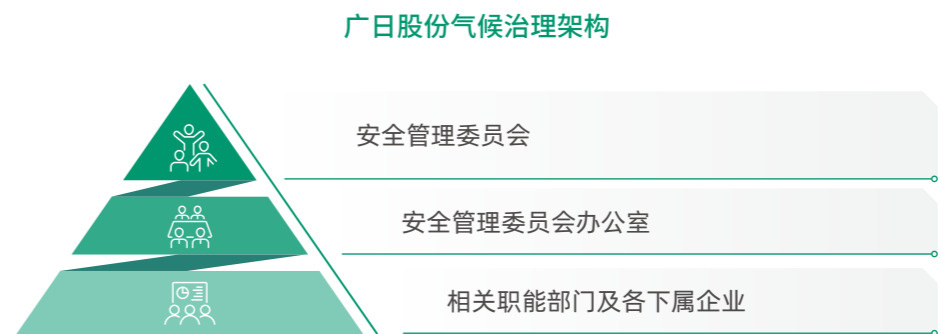 广日股份气候治理架构
安全管理委员会
安全管理委员会办公室
相关职能部门及各下属企业